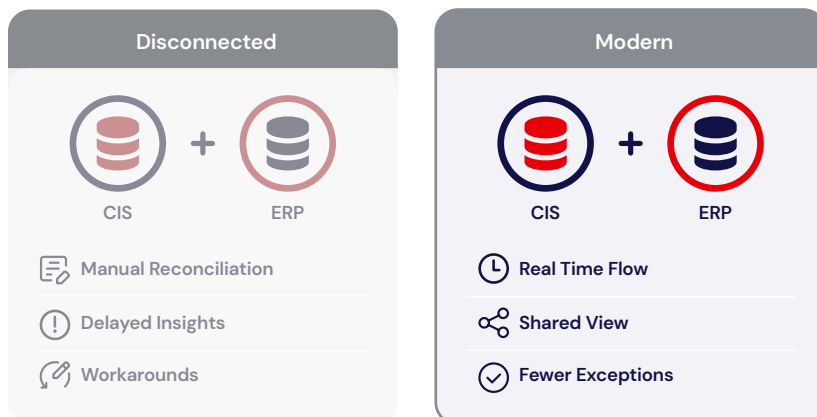 Disconnected
CIS
+
ERP
Manual Reconciliation
Delayed Insights
Workarounds
Modern
CIS
+
ERP
Real Time Flow
Shared View
Fewer Exceptions